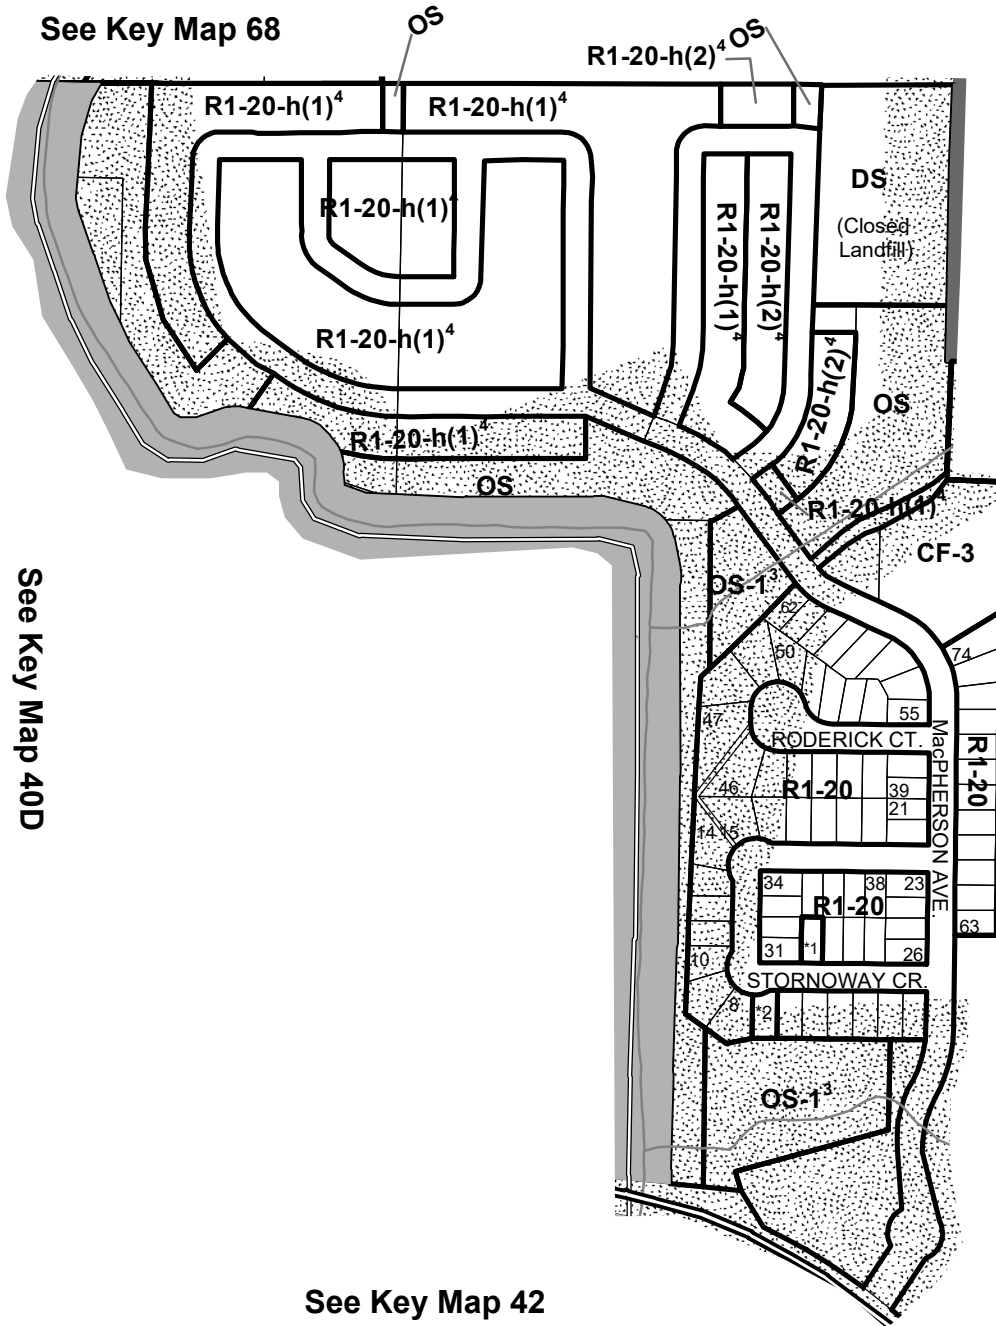 See Key Map 68
OS
R1-20-h(2)⁴
OS
R1-20-h(1)⁴
R1-20-h(1)⁴
DS
(Closed
Landfill)
R1-20-h(1)⁴
R1-20-h(1)⁴
R1-20-h(2)⁴
R1-20-h(1)⁴
R1-20-h(2)⁴
OS
R1-20-h(1)⁴
OS
R1-20-h(1)⁴
CF-3
See Key Map 40D
OS-1³
62
50
74
47
55
RODERICK CT.
MacPHERSON AVE.
R1-20
46
R1-20
39
21
14
15
34
38
23
R1-20
63
31
*1
26
10
STORNOWAY CR.
8
*2
OS-1³
See Key Map 42